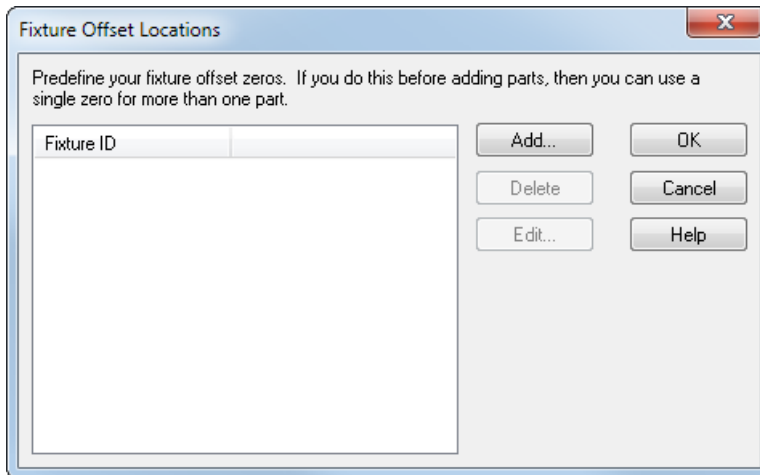 Fixture Offset Locations
Predefine your fixture offset zeros. If you do this before adding parts, then you can use a
single zero for more than one part.
Fixture ID
Add...
OK
Delete
Cancel
Edit...
Help